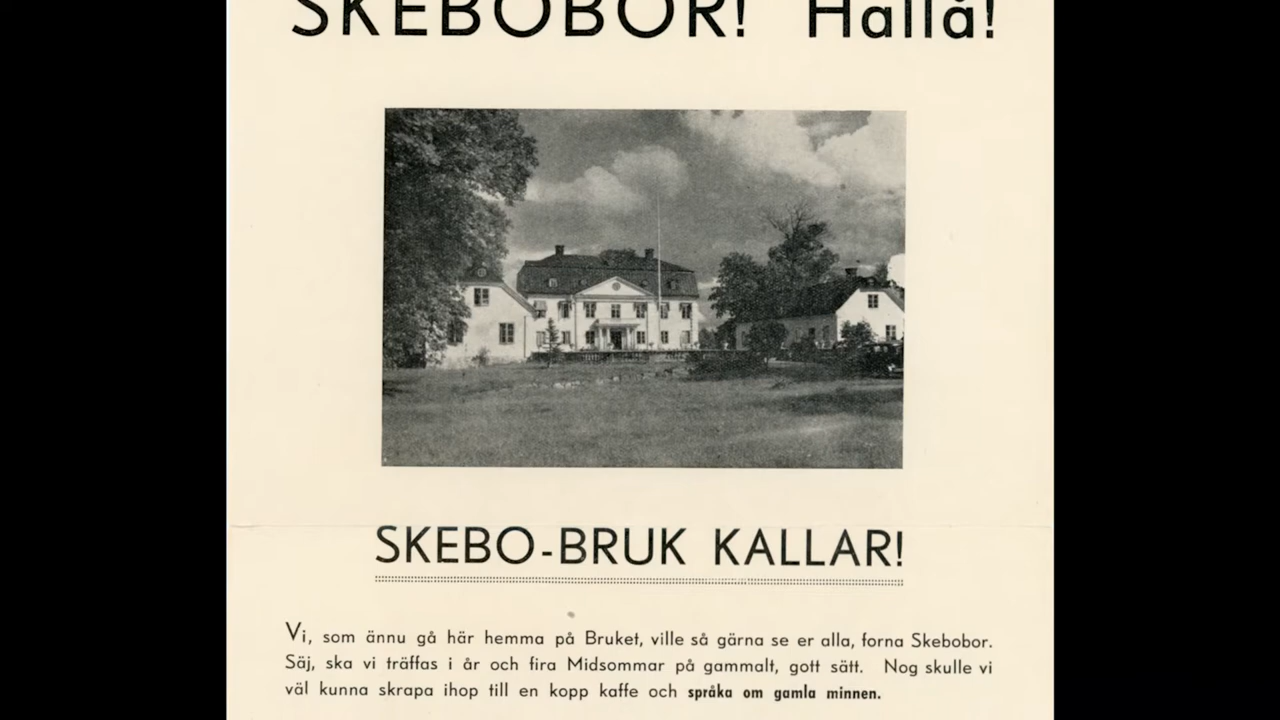 SKEBOBOR! Hallå!
SKEBO-BRUK KALLAR!
Vi, som ännu gå här hemma på Bruket, ville så gärna se er alla, forna Skebobor.
Säj, ska vi träffas i år och fira Midsommar på gammalt, gott sätt. Nog skulle vi
väl kunna skrapa ihop till en kopp kaffe och språka om gamla minnen.